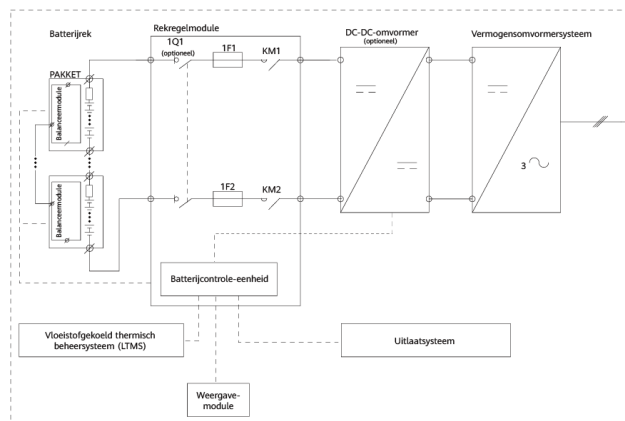 Batterijrek
Rekregelmodule
DC-DC-omvormer
(optioneel)
Vermogensomvormersysteem
1Q1
(optioneel)
1F1
KM1
PAKKET
Balanceermodule
Balanceermodule
1F2
KM2
3
Batterijcontrole-eenheid
Vloeistofgekoeld thermisch
beheersysteem (LTMS)
Uitlaatsysteem
Weergave-
module